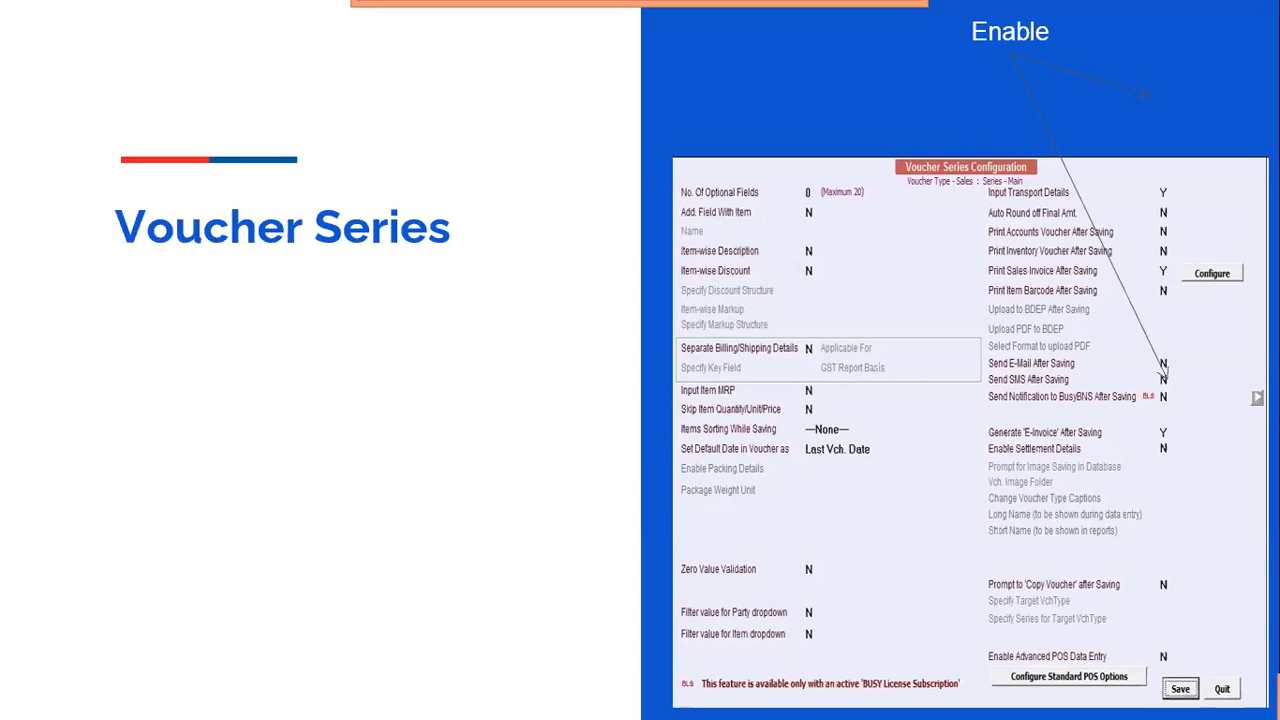 Enable
Voucher Series
Voucher Series Configuration
Voucher Type - Sales : Series - Main
No. Of Optional Fields 0 (Maximum 20)
Add. Field With Item N
Name
Item-wise Description N
Item-wise Discount N
Specify Discount Structure
Item-wise Markup
Specify Markup Structure
Separate Billing/Shipping Details N Applicable For
Specify Key Field GST Report Basis
Input Item MRP N
Skip Item Quantity/Unit/Price N
Items Sorting While Saving ---None---
Set Default Date in Voucher as Last Vch. Date
Enable Packing Details
Package Weight Unit
Zero Value Validation N
Filter value for Party dropdown N
Filter value for Item dropdown N
BLS This feature is available only with an active 'BUSY License Subscription'
Input Transport Details Y
Auto Round off Final Amt. N
Print Accounts Voucher After Saving N
Print Inventory Voucher After Saving N
Print Sales Invoice After Saving Y Configure
Print Item Barcode After Saving N
Upload to BDEP After Saving
Upload PDF to BDEP
Select Format to upload PDF
Send E-Mail After Saving N
Send SMS After Saving N
Send Notification to BusyBNS After Saving BLS N
Generate 'E-Invoice' After Saving Y
Enable Settlement Details N
Prompt for Image Saving in Database
Vch. Image Folder
Change Voucher Type Captions
Long Name (to be shown during data entry)
Short Name (to be shown in reports)
Prompt to 'Copy Voucher' after Saving N
Specify Target VchType
Specify Series for Target VchType
Enable Advanced POS Data Entry N
Configure Standard POS Options
Save Quit